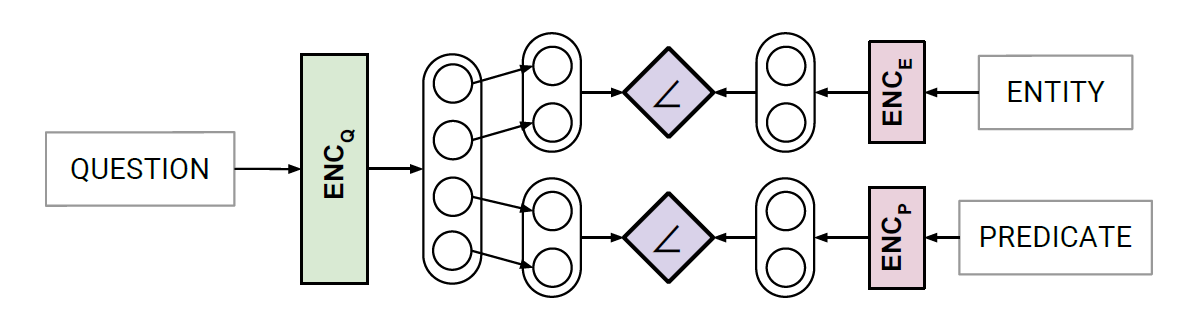 QUESTION
ENCQ
ENCE
ENTITY
ENCP
PREDICATE